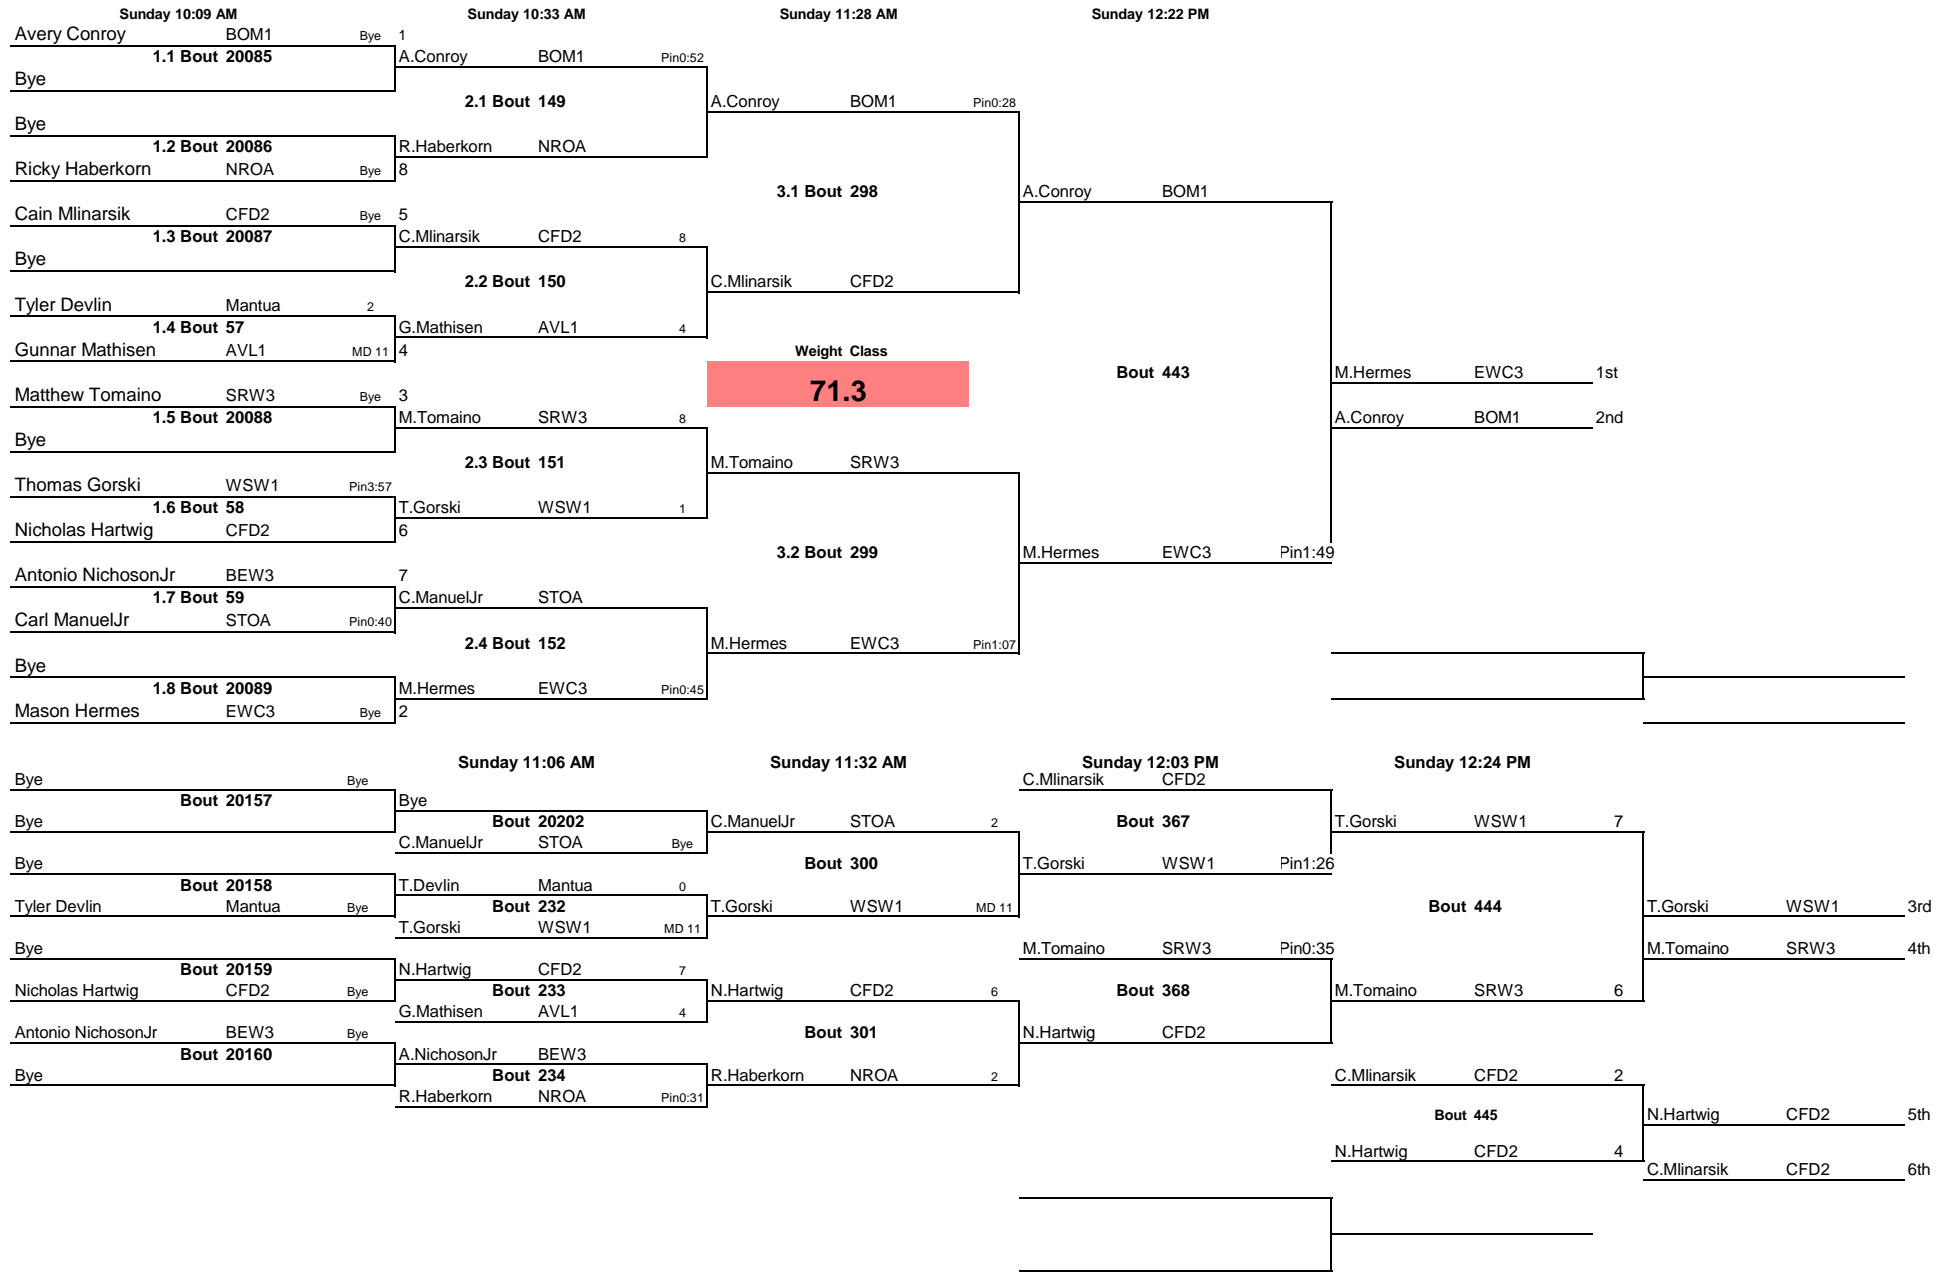 Sunday 10:09 AM Sunday 10:33 AM Sunday 11:28 AM Sunday 12:22 PM
Avery Conroy BOM1 Bye 1
1.1 Bout 20085 A.Conroy BOM1 Pin0:52
Bye
2.1 Bout 149 A.Conroy BOM1 Pin0:28
Bye
1.2 Bout 20086 R.Haberkorn NROA
Ricky Haberkorn NROA Bye 8
3.1 Bout 298 A.Conroy BOM1
Cain Mlinarsik CFD2 Bye 5
1.3 Bout 20087 C.Mlinarsik CFD2 8
Bye
2.2 Bout 150 C.Mlinarsik CFD2
Tyler Devlin Mantua 2
1.4 Bout 57 G.Mathisen AVL1 4
Gunnar Mathisen AVL1 MD 11 4 Weight Class
Bout 443 M.Hermes EWC3 1st
71.3
Matthew Tomaino SRW3 Bye 3
1.5 Bout 20088 M.Tomaino SRW3 8 A.Conroy BOM1 2nd
Bye
2.3 Bout 151 M.Tomaino SRW3
Thomas Gorski WSW1 Pin3:57
1.6 Bout 58 T.Gorski WSW1 1
Nicholas Hartwig CFD2 6
3.2 Bout 299 M.Hermes EWC3 Pin1:49
Antonio NichosonJr BEW3 7
1.7 Bout 59 C.ManuelJr STOA
Carl ManuelJr STOA Pin0:40
2.4 Bout 152 M.Hermes EWC3 Pin1:07
Bye
1.8 Bout 20089 M.Hermes EWC3 Pin0:45
Mason Hermes EWC3 Bye 2
Sunday 11:06 AM Sunday 11:32 AM Sunday 12:03 PM Sunday 12:24 PM
Bye Bye C.Mlinarsik CFD2
Bout 20157 Bye
Bye Bout 20202 C.ManuelJr STOA 2 Bout 367 T.Gorski WSW1 7
C.ManuelJr STOA Bye
Bye Bout 300 T.Gorski WSW1 Pin1:26
Bout 20158 T.Devlin Mantua 0
Tyler Devlin Mantua Bye Bout 232 T.Gorski WSW1 MD 11 Bout 444 T.Gorski WSW1 3rd
T.Gorski WSW1 MD 11
Bye M.Tomaino SRW3 Pin0:35 M.Tomaino SRW3 4th
Bout 20159 N.Hartwig CFD2 7
Nicholas Hartwig CFD2 Bye Bout 233 N.Hartwig CFD2 6 Bout 368 M.Tomaino SRW3 6
G.Mathisen AVL1 4
Antonio NichosonJr BEW3 Bye Bout 301 N.Hartwig CFD2
Bout 20160 A.NichosonJr BEW3
Bye Bout 234 R.Haberkorn NROA 2 C.Mlinarsik CFD2 2
R.Haberkorn NROA Pin0:31
Bout 445 N.Hartwig CFD2 5th
N.Hartwig CFD2 4
C.Mlinarsik CFD2 6th